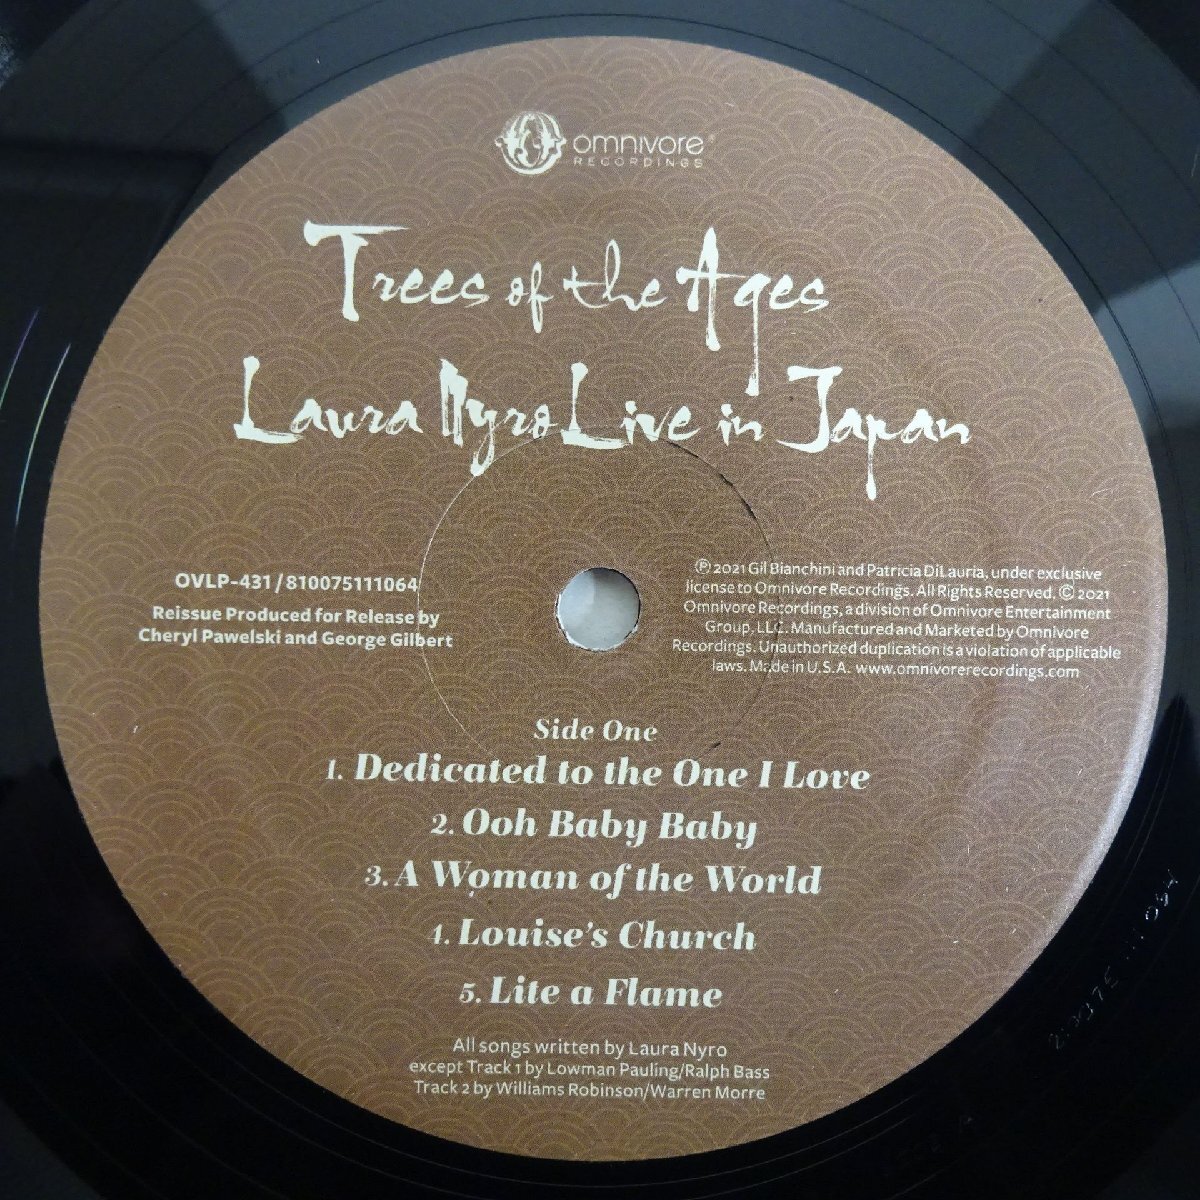 omnivore
RECORDINGS
Trees of the Ages
Laura Nyro Live in Japan
OVLP-431/810075111064
Reissue Produced for Release by
Cheryl Pawelski and George Gilbert
Ⓟ2021 Gil Bianchini and Patricia DiLauria, under exclusive
license to Omnivore Recordings. All Rights Reserved. ©2021
Omnivore Recordings, a division of Omnivore Entertainment
Group, LLC. Manufactured and Marketed by Omnivore
Recordings. Unauthorized duplication is a violation of applicable
laws. Made in U.S.A. www.omnivorerecordings.com
Side One
1. Dedicated to the One I Love
2. Ooh Baby Baby
3. A Woman of the World
4. Louise's Church
5. Lite a Flame
All songs written by Laura Nyro
except Track 1 by Lowman Pauling/Ralph Bass
Track 2 by Williams Robinson/Warren Morre